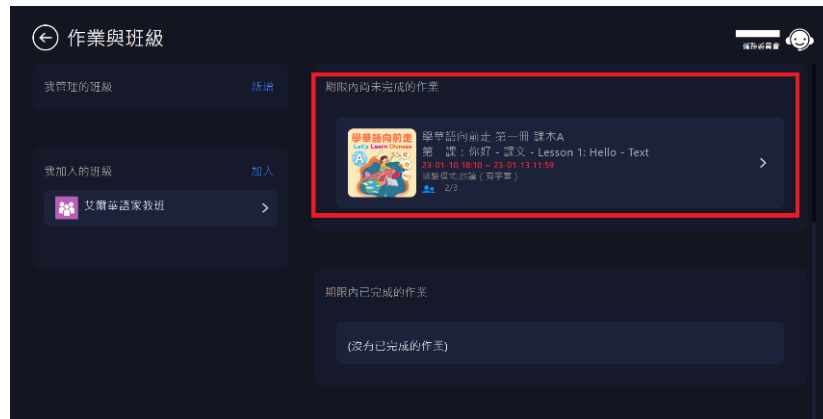 作業與班級
僑務委員會
我管理的班級 新增
我加入的班級 加入
艾爾華語家教班
期限內尚未完成的作業
學華語向前走
Let's Learn Chinese
A
學華語向前走 第一冊 課本A
第一課：你好 - 課文 - Lesson 1: Hello - Text
23-01-10 18:10 ~ 23-01-13 11:59
2/3
期限內已完成的作業
(沒有已完成的作業)